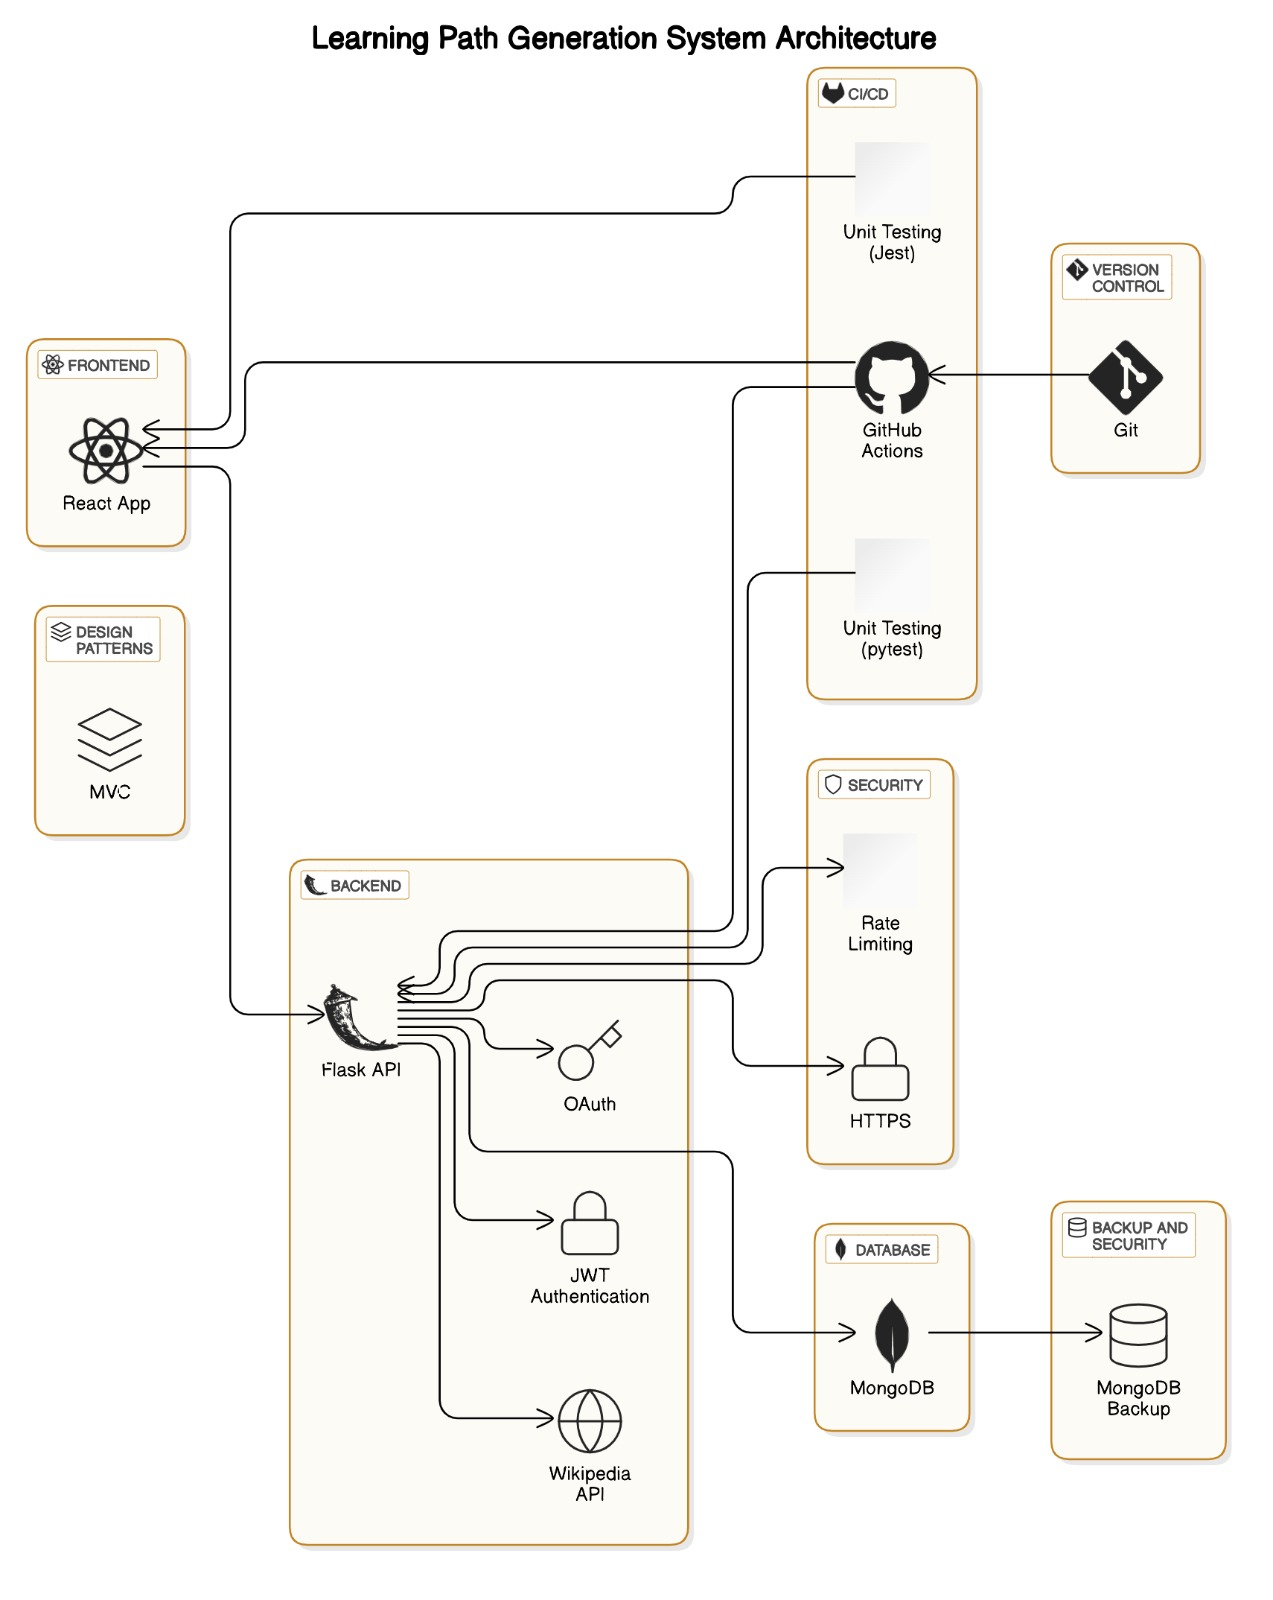 Learning Path Generation System Architecture
CI/CD
Unit Testing
(Jest)
GitHub
Actions
Unit Testing
(pytest)
VERSION
CONTROL
Git
FRONTEND
React App
DESIGN
PATTERNS
MVC
BACKEND
Flask API
OAuth
JWT
Authentication
Wikipedia
API
SECURITY
Rate
Limiting
HTTPS
DATABASE
MongoDB
BACKUP AND
SECURITY
MongoDB
Backup